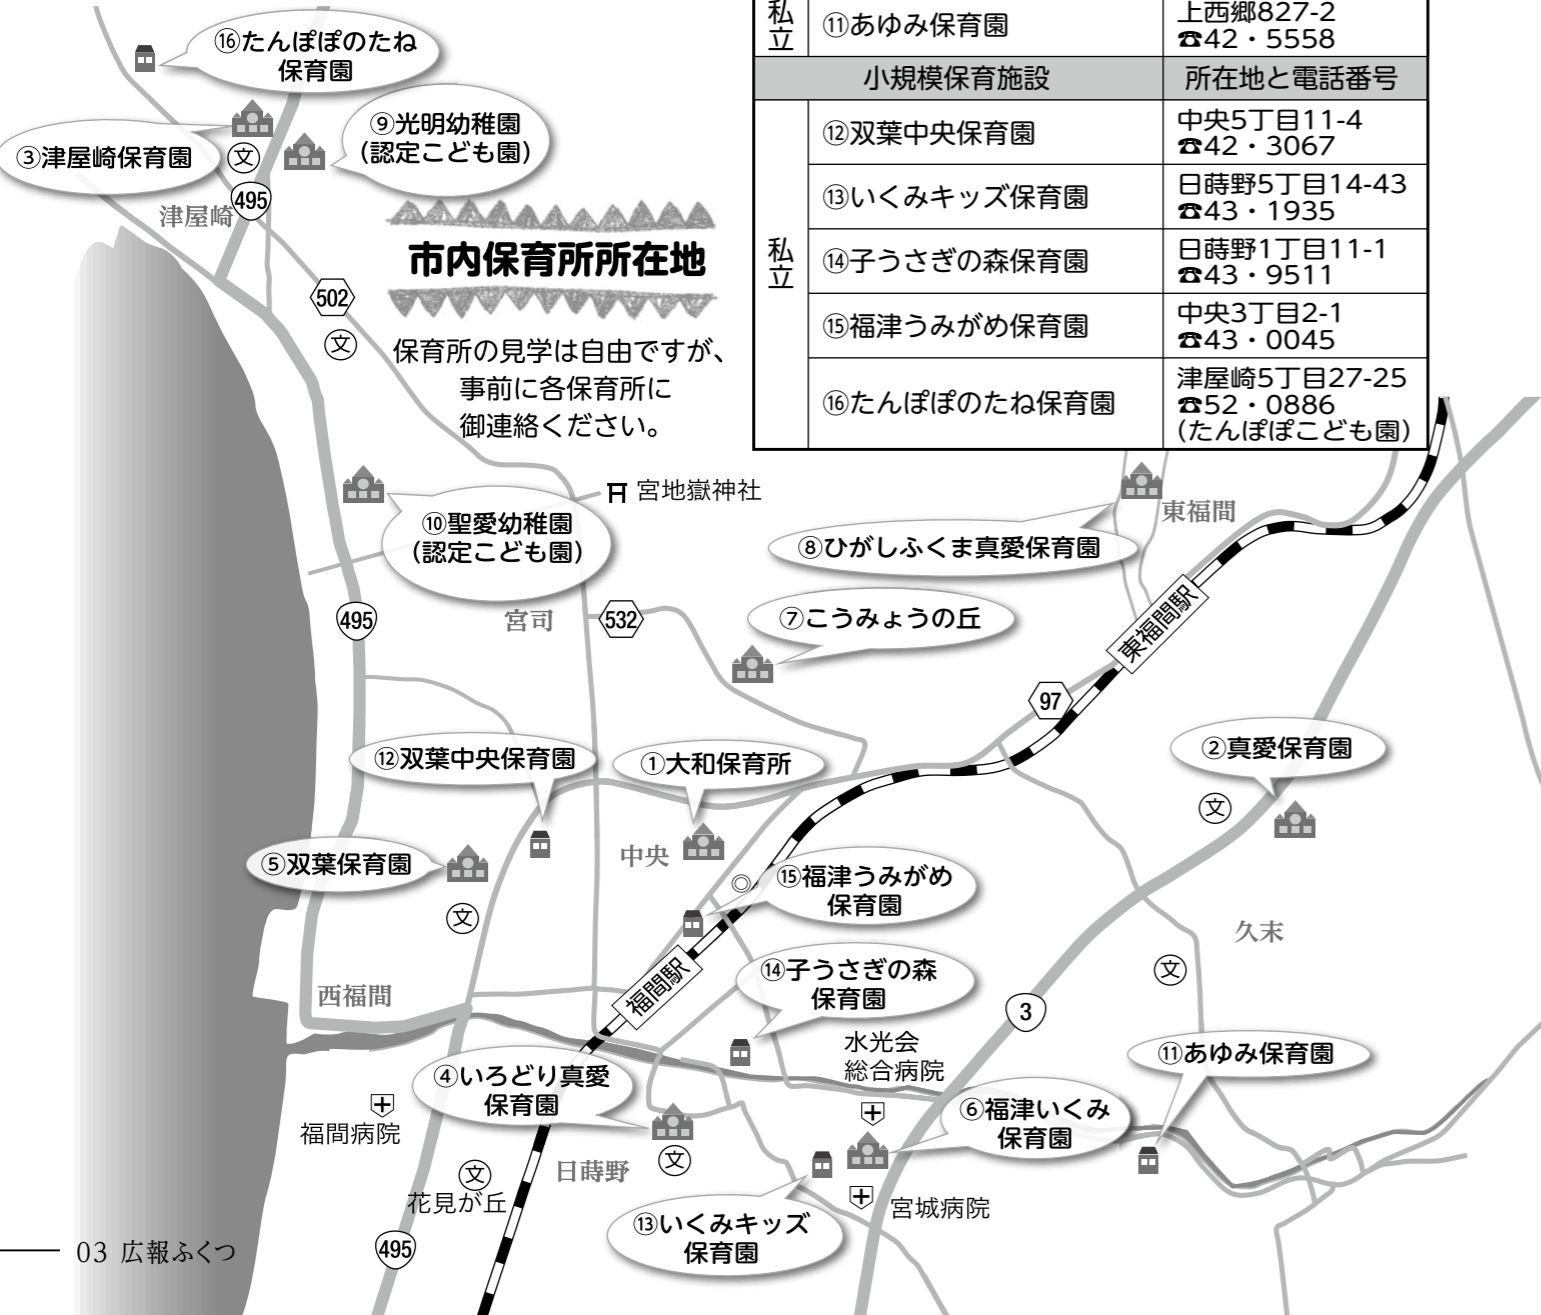 私立
⑪あゆみ保育園
上西郷827-2
☎42・5558
小規模保育施設
所在地と電話番号
私立
⑫双葉中央保育園
中央5丁目11-4
☎42・3067
⑬いくみキッズ保育園
日蒔野5丁目14-43
☎43・1935
⑭子うさぎの森保育園
日蒔野1丁目11-1
☎43・9511
⑮福津うみがめ保育園
中央3丁目2-1
☎43・0045
⑯たんぽぽのたね保育園
津屋崎5丁目27-25
☎52・0886
(たんぽぽこども園)
⑯たんぽぽのたね
保育園
⑨光明幼稚園
(認定こども園)
③津屋崎保育園
文
495
津屋崎
市内保育所所在地
502
文
保育所の見学は自由ですが、
事前に各保育所に
御連絡ください。
宮地嶽神社
⑩聖愛幼稚園
(認定こども園)
東福間
⑧ひがしふくま真愛保育園
495
宮司
532
⑦こうみょうの丘
東福間駅
97
⑫双葉中央保育園
①大和保育所
②真愛保育園
文
中央
⑤双葉保育園
⑮福津うみがめ
保育園
文
久末
西福間
福間駅
⑭子うさぎの森
保育園
文
3
水光会
総合病院
⑪あゆみ保育園
④いろどり真愛
保育園
福間病院
⑥福津いくみ
保育園
日蒔野
文
文
花見が丘
宮城病院
⑬いくみキッズ
保育園
495
03 広報ふくつ